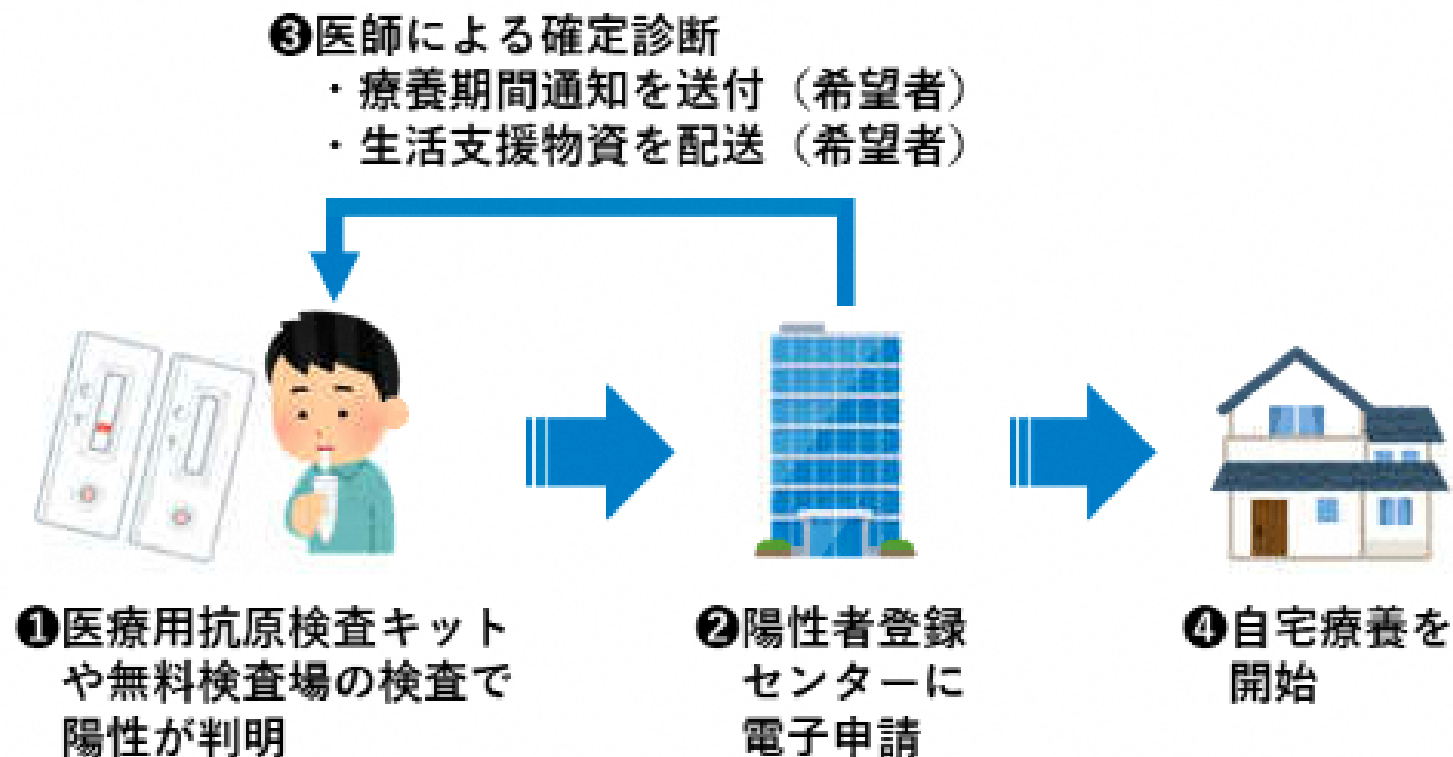 ❸医師による確定診断
・療養期間通知を送付（希望者）
・生活支援物資を配送（希望者）
❶医療用抗原検査キット
や無料検査場の検査で
陽性が判明
❷陽性者登録
センターに
電子申請
❹自宅療養を
開始